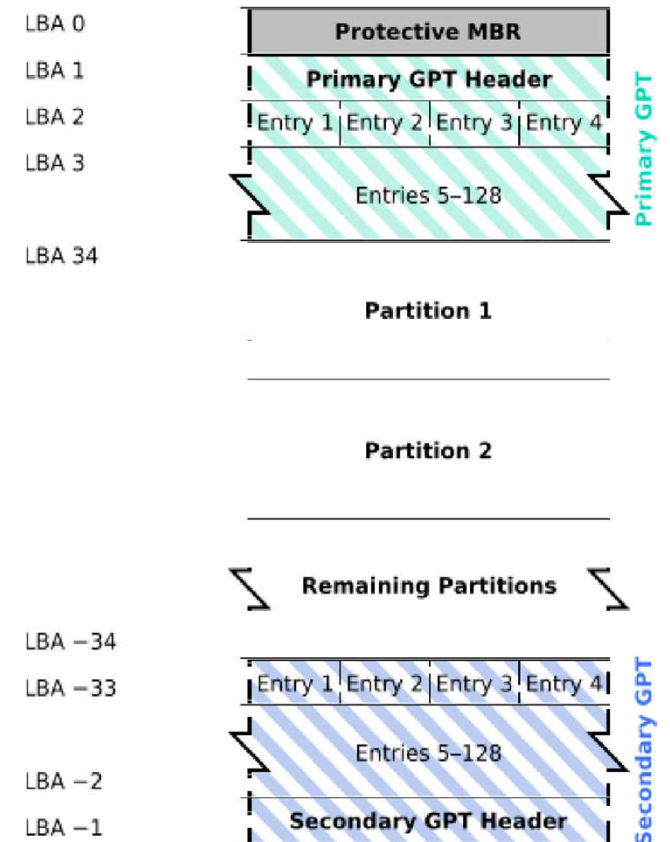 LBA 0
Protective MBR
LBA 1
Primary GPT Header
LBA 2
Entry 1 Entry 2 Entry 3 Entry 4
LBA 3
Entries 5–128
Primary GPT
LBA 34
Partition 1
Partition 2
Remaining Partitions
LBA −34
LBA −33
Entry 1 Entry 2 Entry 3 Entry 4
Entries 5–128
LBA −2
LBA −1
Secondary GPT Header
Secondary GPT